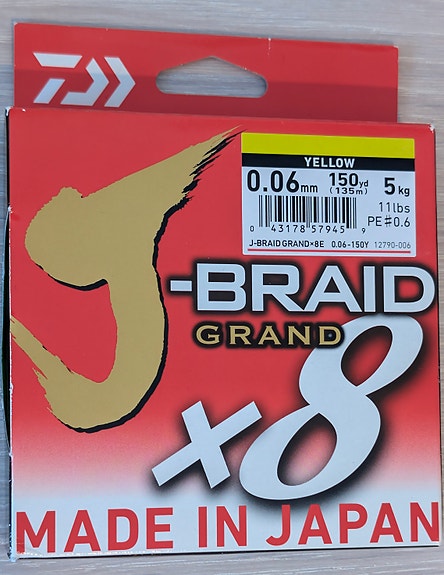 YELLOW
0.06mm 150yd (135m) 5kg
11lbs
PE#0.6
0 43178 57945 9
J-BRAID GRAND×8E 0.06-150Y 12790-006
J-BRAID
GRAND
×8
MADE IN JAPAN